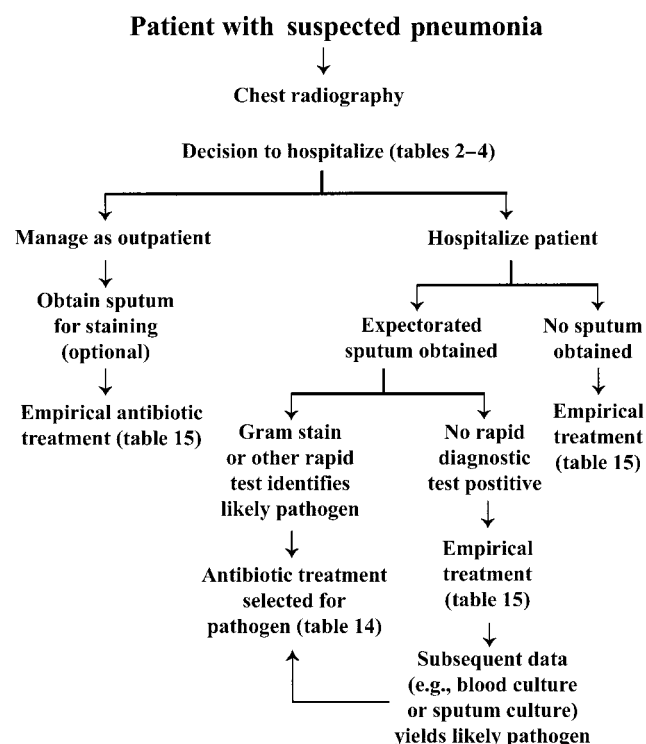 Patient with suspected pneumonia
Chest radiography
Decision to hospitalize (tables 2–4)
Manage as outpatient
Hospitalize patient
Obtain sputum
for staining
(optional)
Expectorated
sputum obtained
No sputum
obtained
Empirical antibiotic
treatment (table 15)
Gram stain
or other rapid
test identifies
likely pathogen
No rapid
diagnostic
test postitive
Empirical
treatment
(table 15)
Antibiotic treatment
selected for
pathogen (table 14)
Empirical
treatment
(table 15)
Subsequent data
(e.g., blood culture
or sputum culture)
yields likely pathogen